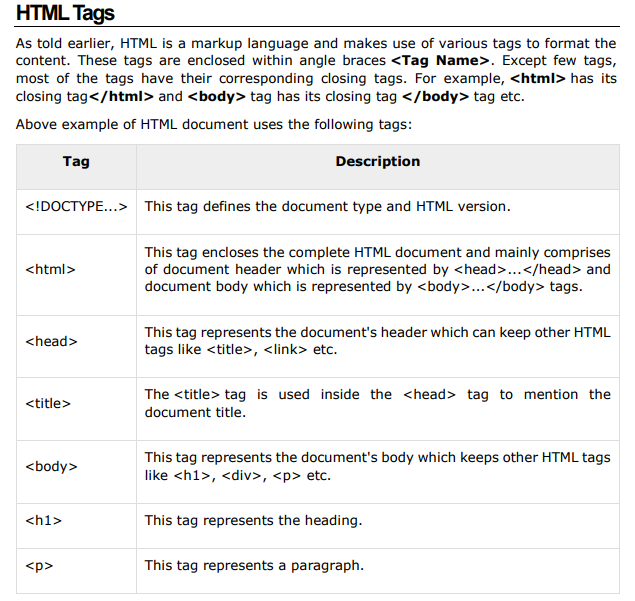 HTML Tags
As told earlier, HTML is a markup language and makes use of various tags to format the
content. These tags are enclosed within angle braces <Tag Name>. Except few tags,
most of the tags have their corresponding closing tags. For example, <html> has its
closing tag</html> and <body> tag has its closing tag </body> tag etc.
Above example of HTML document uses the following tags:
Tag Description
<!DOCTYPE...> This tag defines the document type and HTML version.
<html> This tag encloses the complete HTML document and mainly comprises
of document header which is represented by <head>...</head> and
document body which is represented by <body>...</body> tags.
<head> This tag represents the document's header which can keep other HTML
tags like <title>, <link> etc.
<title> The <title> tag is used inside the <head> tag to mention the
document title.
<body> This tag represents the document's body which keeps other HTML tags
like <h1>, <div>, <p> etc.
<h1> This tag represents the heading.
<p> This tag represents a paragraph.